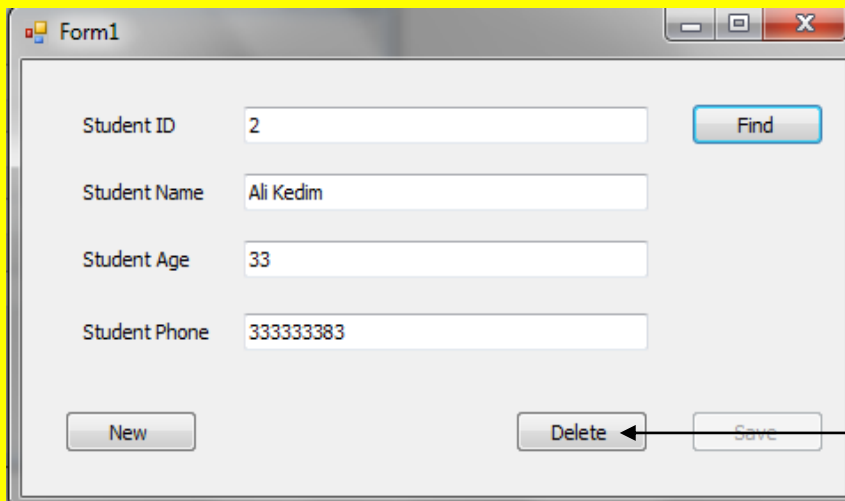 Form1
Student ID 2 Find
Student Name Ali Kedim
Student Age 33
Student Phone 333333383
New Delete Save